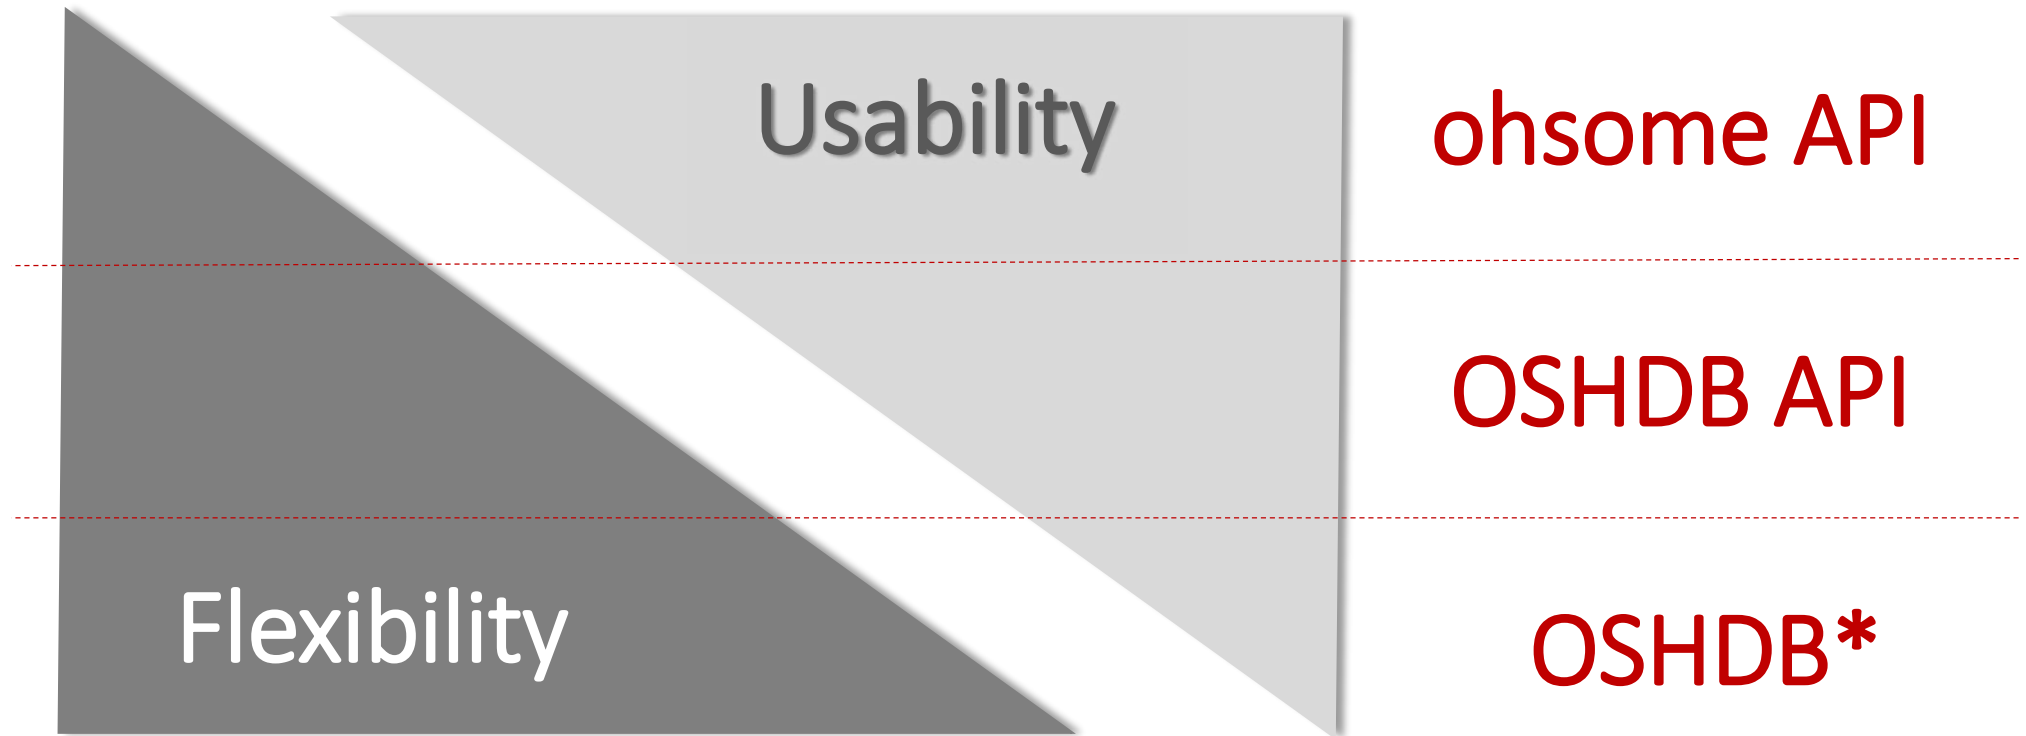 Usability
ohsome API
OSHDB API
Flexibility
OSHDB*